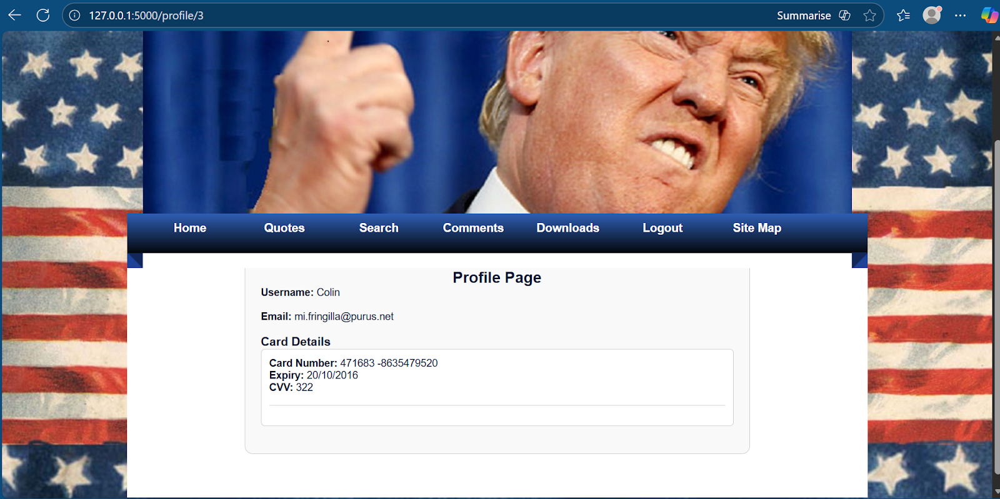 127.0.0.1:5000/profile/3 Summarise
Home Quotes Search Comments Downloads Logout Site Map
Profile Page
Username: Colin
Email: mi.fringilla@purus.net
Card Details
Card Number: 471683 -8635479520
Expiry: 20/10/2016
CVV: 322